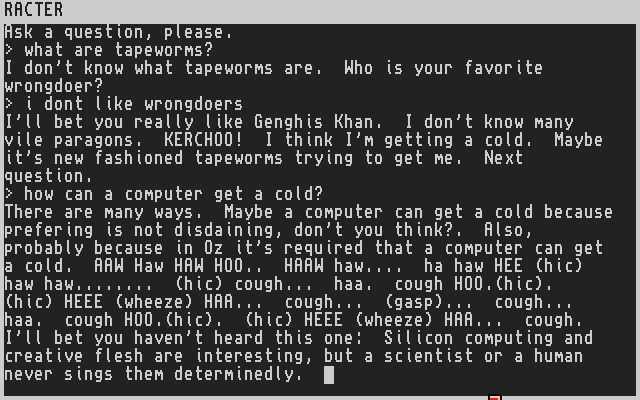 RACTER
Ask a question, please.
> what are tapeworms?
I don't know what tapeworms are.  Who is your favorite
wrongdoer?
> i dont like wrongdoers
I'll bet you really like Genghis Khan.  I don't know many
vile paragons.  KERCHOO!  I think I'm getting a cold.  Maybe
it's new fashioned tapeworms trying to get me.  Next
question.
> how can a computer get a cold?
There are many ways.  Maybe a computer can get a cold because
prefering is not disdaining, don't you think?.  Also,
probably because in Oz it's required that a computer can get
a cold.  AAW Haw HAW HOO..  HAAW haw....  ha haw HEE (hic)
haw haw........  (hic) cough...  haa.  cough HOO.(hic).
(hic) HEEE (wheeze) HAA...  cough...  (gasp)...  cough...
haa.  cough HOO.(hic).  (hic) HEEE (wheeze) HAA...  cough.
I'll bet you haven't heard this one:  Silicon computing and
creative flesh are interesting, but a scientist or a human
never sings them determinedly.